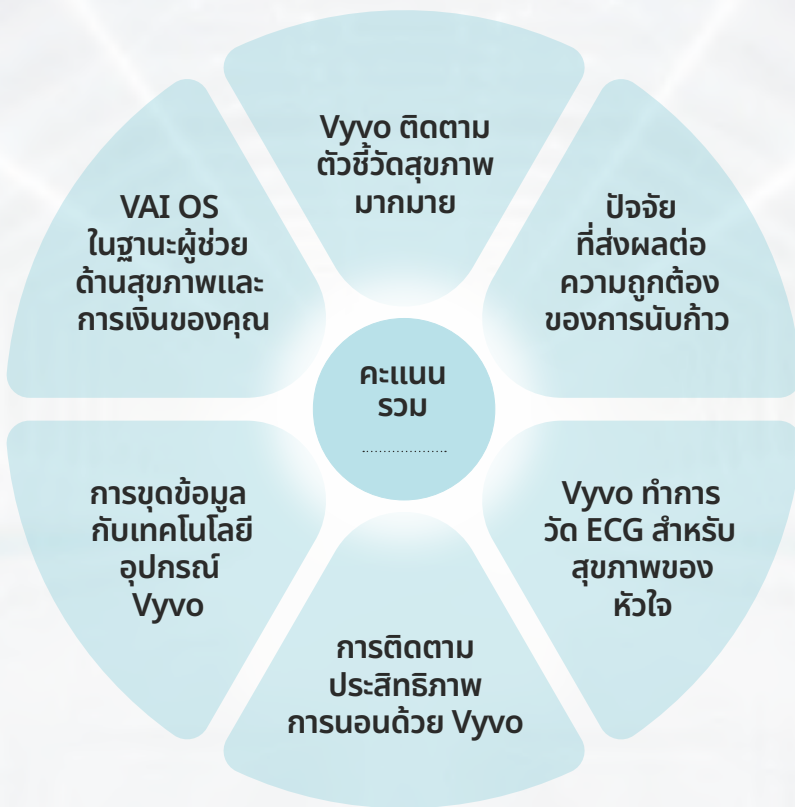 Vyvo ติดตาม
ตัวชี้วัดสุขภาพ
มากมาย
VAI OS
ในฐานะผู้ช่วย
ด้านสุขภาพและ
การเงินของคุณ
ปัจจัย
ที่ส่งผลต่อ
ความถูกต้อง
ของการนับก้าว
คะแนน
รวม
การขุดข้อมูล
กับเทคโนโลยี
อุปกรณ์
Vyvo
Vyvo ทำการ
วัด ECG สำหรับ
สุขภาพของ
หัวใจ
การติดตาม
ประสิทธิภาพ
การนอนด้วย Vyvo